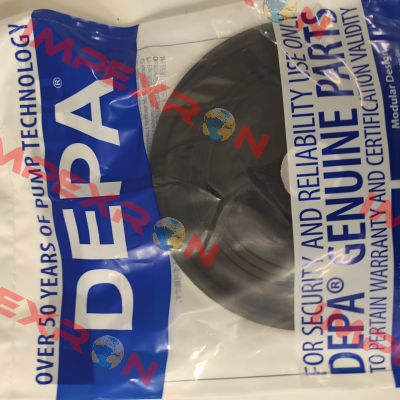 OVER 50 YEARS OF PUMP TECHNOLOGY
DEPA®
FOR SECURITY AND RELIABILITY USE ONLY
DEPA® GENUINE PARTS
TO PERTAIN WARRANTY AND CERTIFICATION VALIDITY
Modular Design
IMPEXRON
IMPEXRON
IMPEXRON